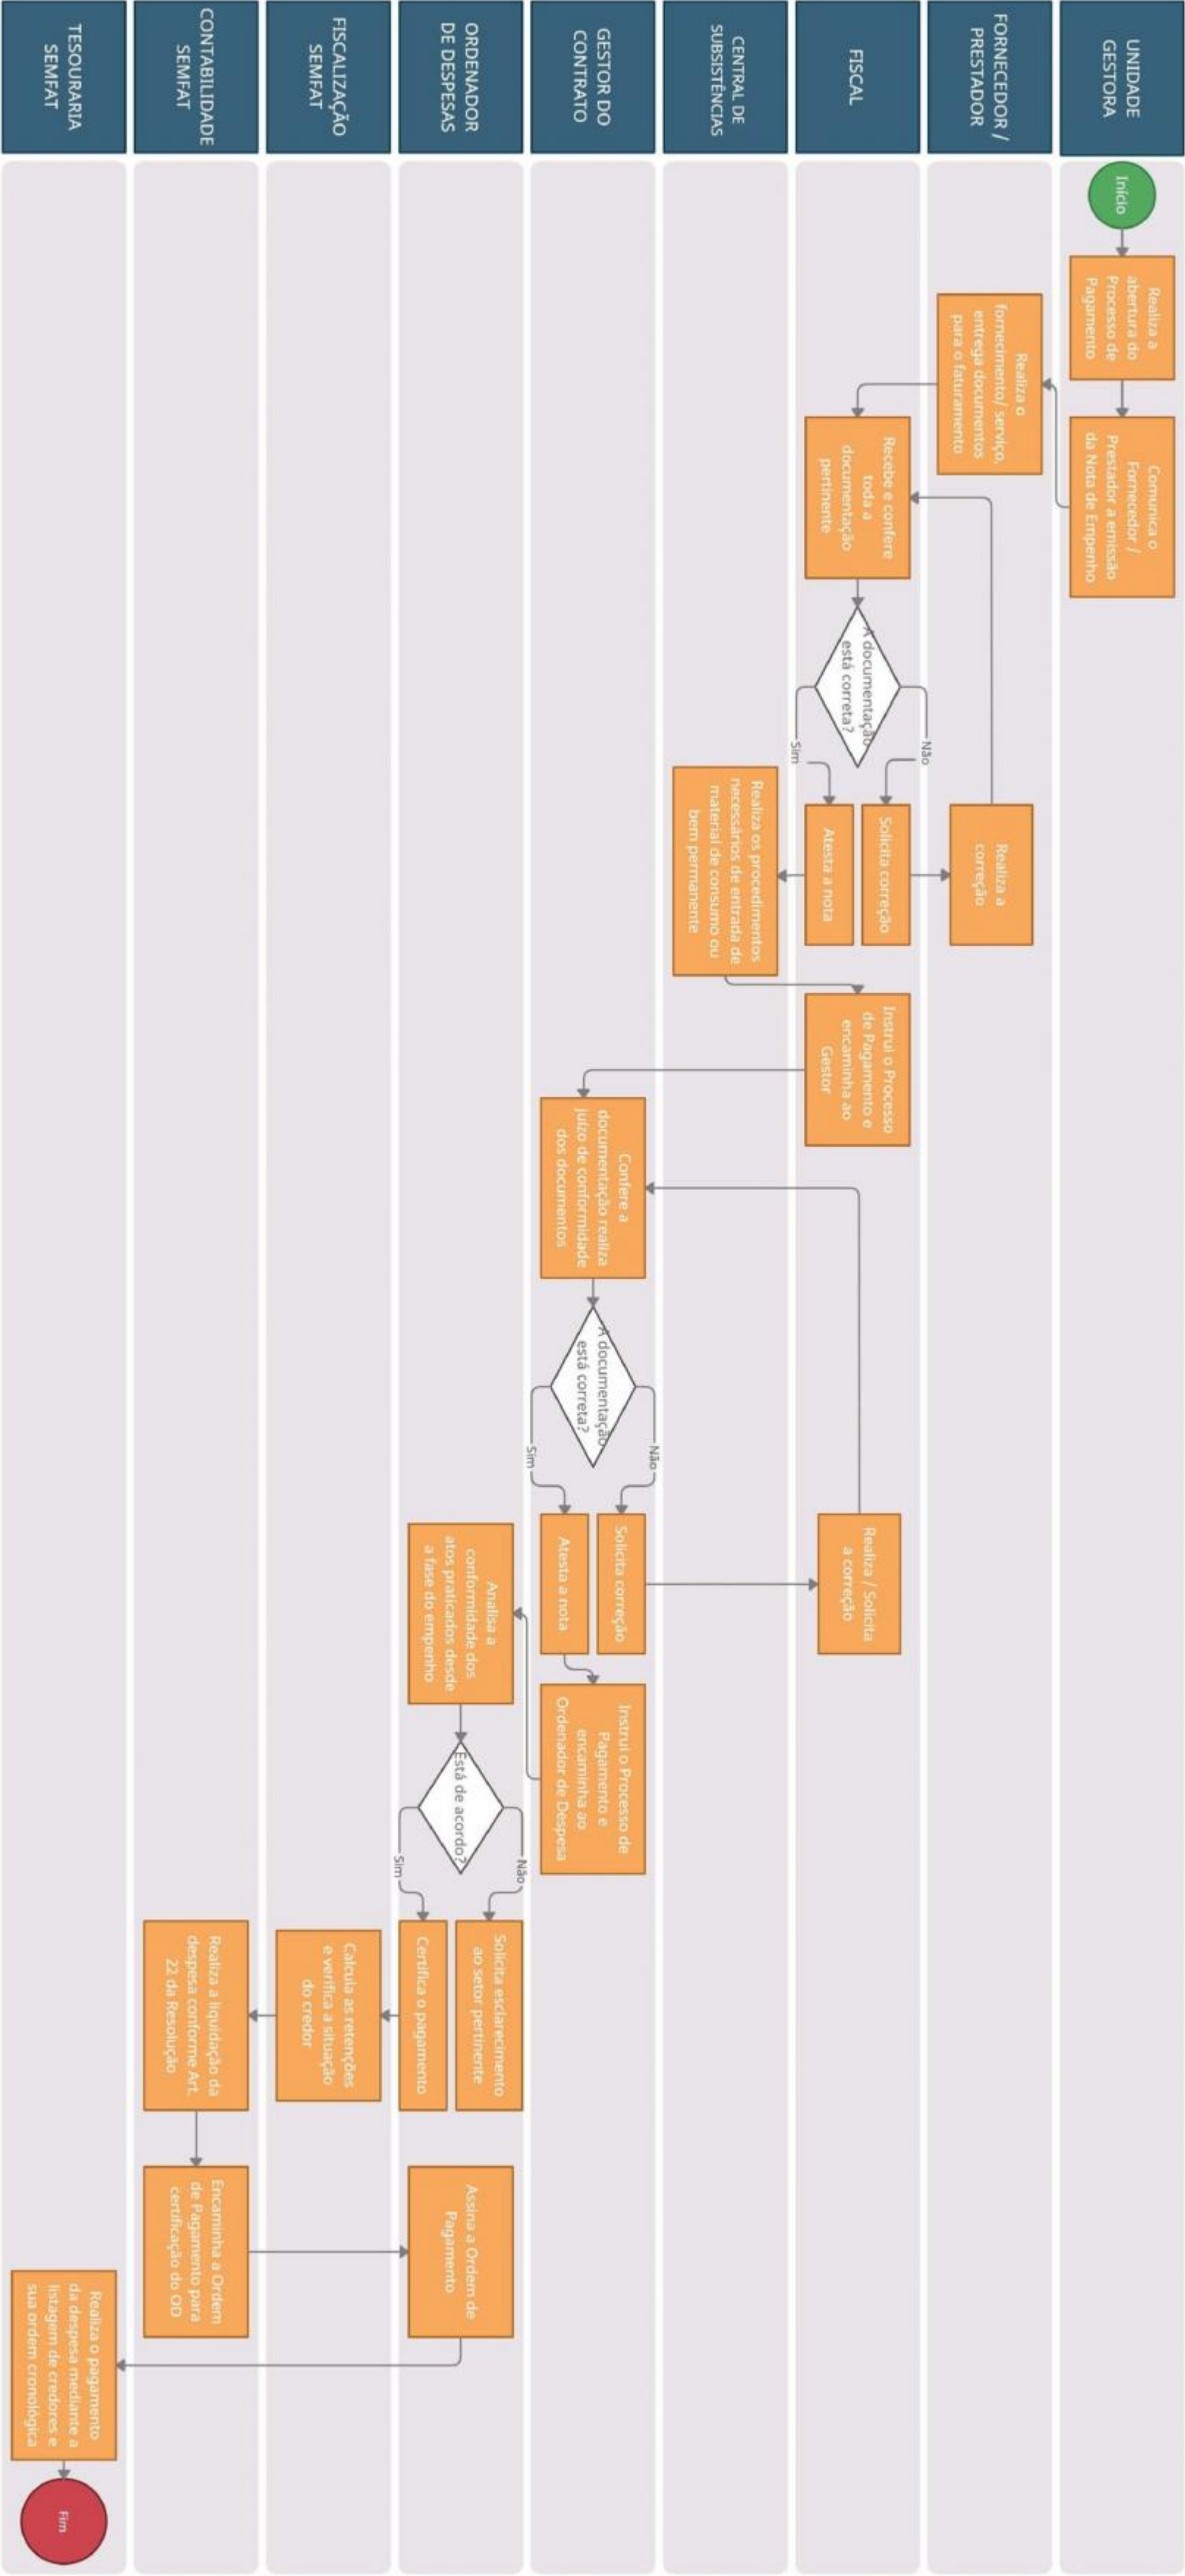 UNIDADE
GESTORA
Início
Realiza a
abertura do
Processo de
Pagamento
Comunica o
Fornecedor /
Prestador a emissão
da Nota de Empenho
FORNECEDOR /
PRESTADOR
Realiza o
fornecimento/ serviço,
entrega documentos
para o faturamento
Realiza a
correção
FISCAL
Recebe e confere
toda a
documentação
pertinente
A documentação
está correta?
Não
Sim
Solicita correção
Atesta a nota
Instrui o Processo
de Pagamento e
encaminha ao
Gestor
Realiza / Solicita
a correção
CENTRAL DE
SUBSISTÊNCIAS
Realiza os procedimentos
necessários de entrada de
material de consumo ou
bem permanente
GESTOR DO
CONTRATO
Confere a
documentação realiza
juízo de conformidade
dos documentos
A documentação
está correta?
Não
Sim
Solicita correção
Atesta a nota
Instrui o Processo de
Pagamento e
encaminha ao
Ordenador de Despesa
ORDENADOR
DE DESPESAS
Analisa a
conformidade dos
atos praticados desde
a fase do empenho
Está de acordo?
Não
Sim
Solicita esclarecimento
ao setor pertinente
Certifica o pagamento
Assina a Ordem de
Pagamento
FISCALIZAÇÃO
SEMFAT
Calcula as retenções
e verifica a situação
do credor
CONTABILIDADE
SEMFAT
Realiza a liquidação da
despesa conforme Art.
22 da Resolução
Encaminha a Ordem
de Pagamento para
certificação do OD
TESOURARIA
SEMFAT
Realiza o pagamento
da despesa mediante a
listagem de credores e
sua ordem cronológica
Fim